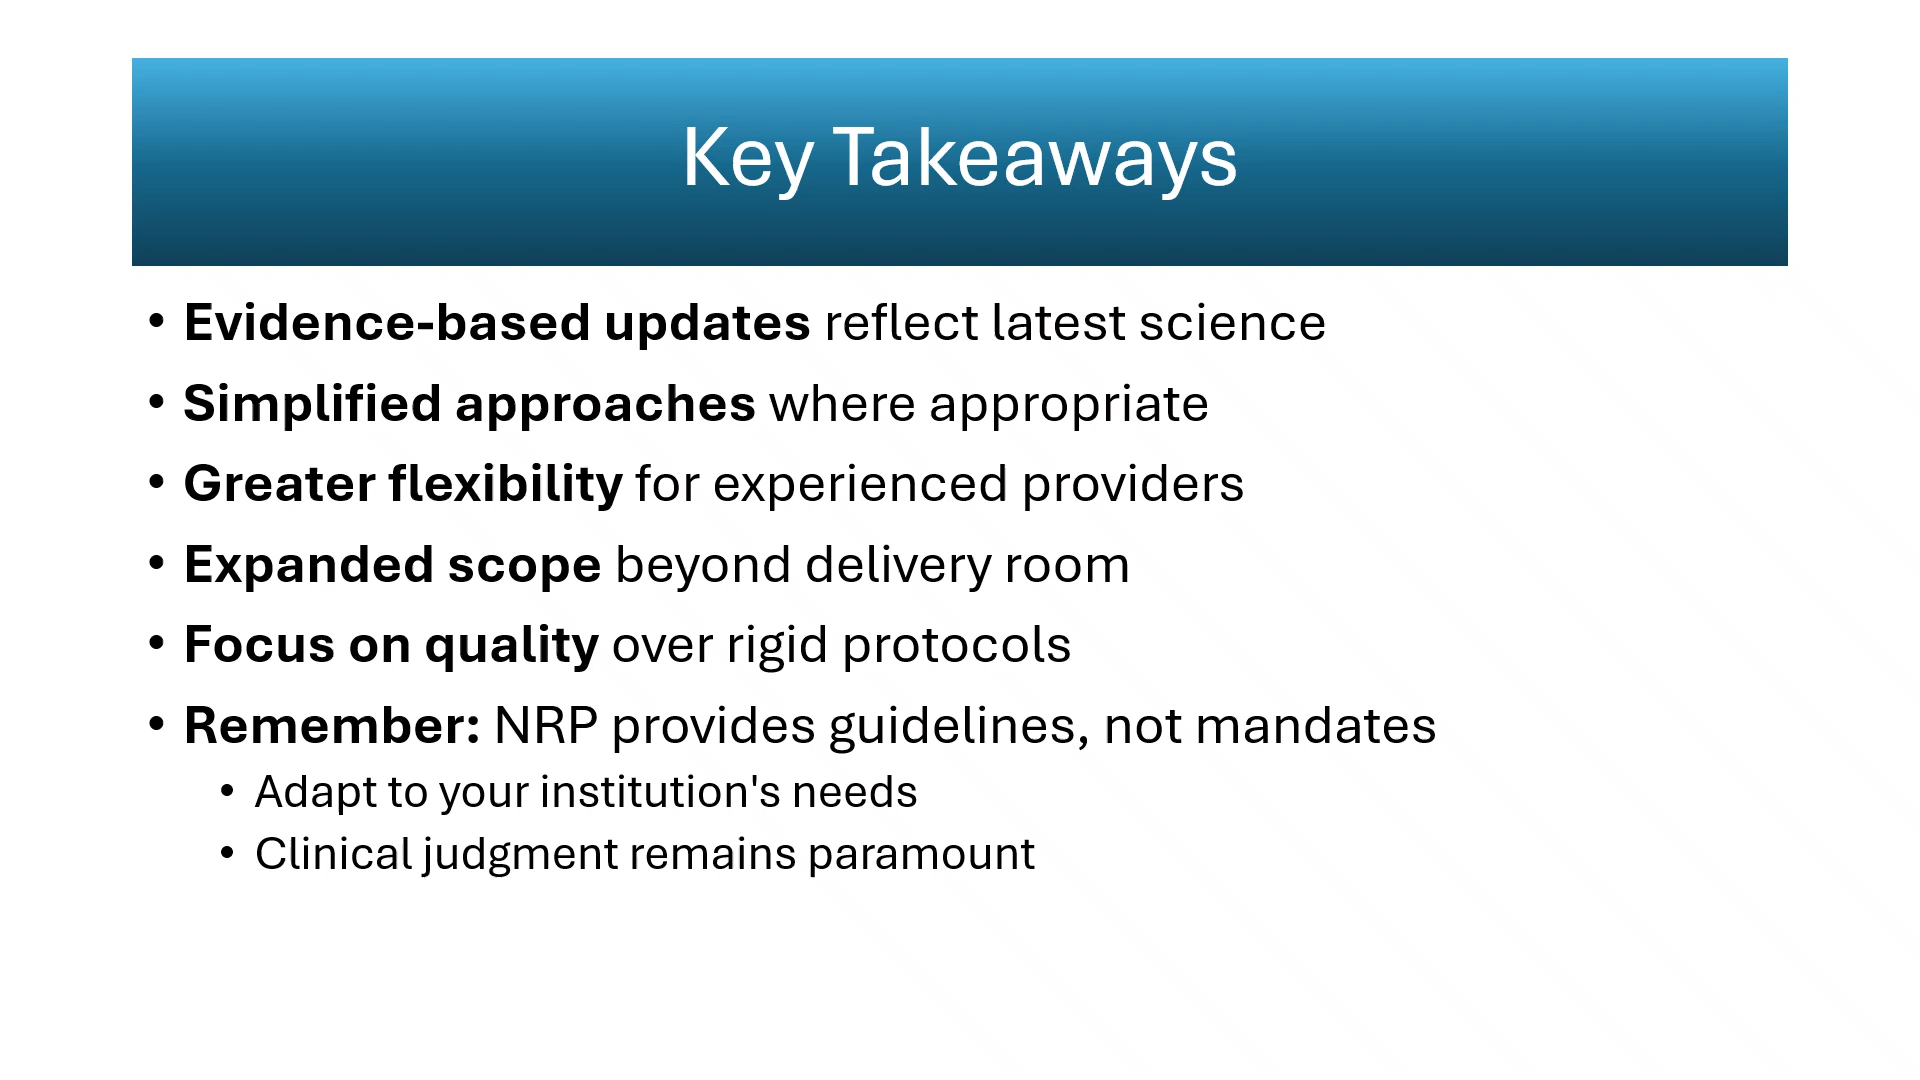 Key Takeaways
• Evidence-based updates reflect latest science
• Simplified approaches where appropriate
• Greater flexibility for experienced providers
• Expanded scope beyond delivery room
• Focus on quality over rigid protocols
• Remember: NRP provides guidelines, not mandates
• Adapt to your institution's needs
• Clinical judgment remains paramount